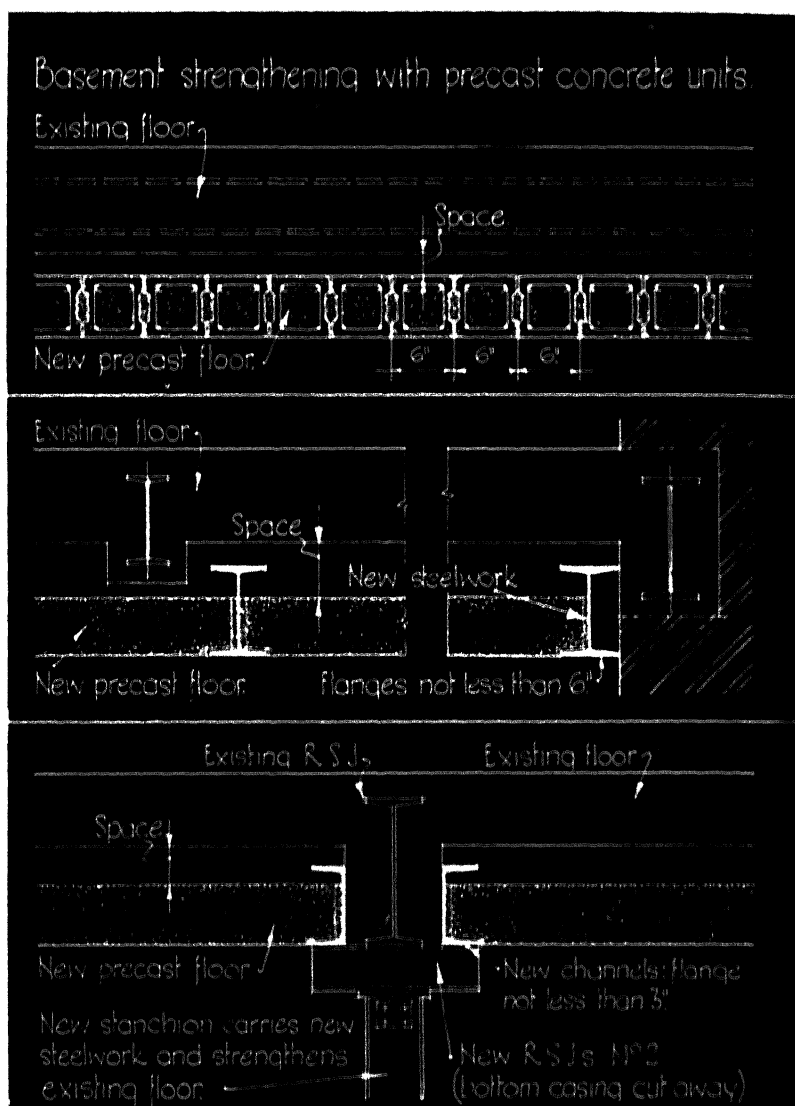 Basement strengthening with precast concrete units.
Existing floor
Space
New precast floor.
6" 6" 6"
Existing floor
Space
New steelwork
New precast floor
Flanges not less than 6"
Existing R.S.J. Existing floor
Space
New precast floor
New channels: flange
not less than 3"
New stanchion carries new
steelwork and strengthens
existing floor.
New R.S.Js Nº2
(bottom casing cut away)